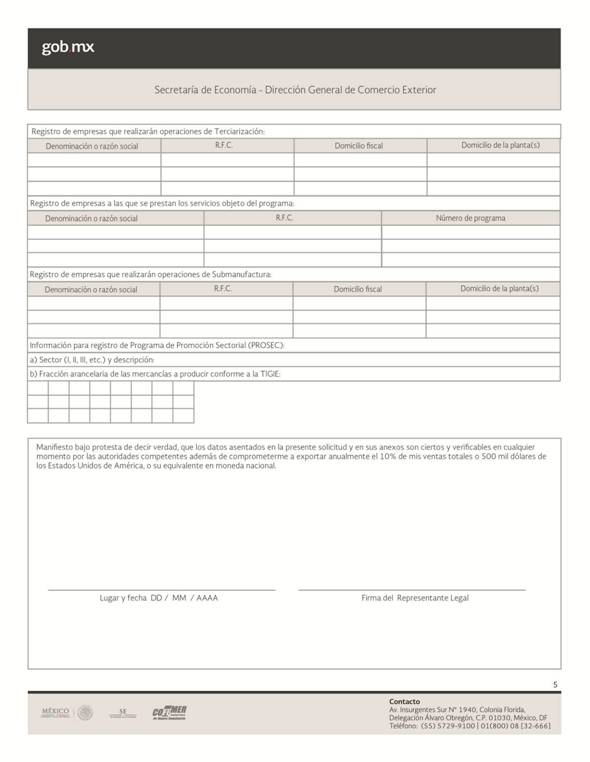 gob.mx
Secretaría de Economía - Dirección General de Comercio Exterior
Registro de empresas que realizarán operaciones de Terciarización:
Denominación o razón social R.F.C. Domicilio fiscal Domicilio de la planta(s)
Registro de empresas a las que se prestan los servicios objeto del programa:
Denominación o razón social R.F.C. Número de programa
Registro de empresas que realizarán operaciones de Submanufactura:
Denominación o razón social R.F.C. Domicilio fiscal Domicilio de la planta(s)
Información para registro de Programa de Promoción Sectorial (PROSEC):
a) Sector (I, II, III, etc.) y descripción:
b) Fracción arancelaria de las mercancías a producir conforme a la TIGIE:
Manifiesto bajo protesta de decir verdad, que los datos asentados en la presente solicitud y en sus anexos son ciertos y verificables en cualquier
momento por las autoridades competentes además de comprometerme a exportar anualmente el 10% de mis ventas totales o 500 mil dólares de
los Estados Unidos de América, o su equivalente en moneda nacional.
Lugar y fecha DD / MM / AAAA Firma del Representante Legal
5
MÉXICO
SE
Contacto
Av. Insurgentes Sur N° 1940, Colonia Florida,
Delegación Álvaro Obregón, C.P. 01030, México, DF
Teléfono: (55) 5729-9100 | 01(800) 08 [32-666]